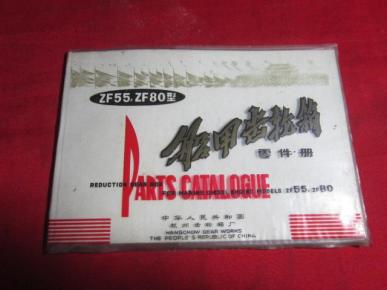 ZF55、ZF80型
船用齿轮箱
零件册
REDUCTION GEAR BOX
FOR MARINE DIESEL ENGINE MODELS: ZF55, ZF80
PARTS CATALOGUE
中华人民共和国
杭州齿轮箱厂
HANGCHOW GEAR WORKS
THE PEOPLE'S REPUBLIC OF CHINA